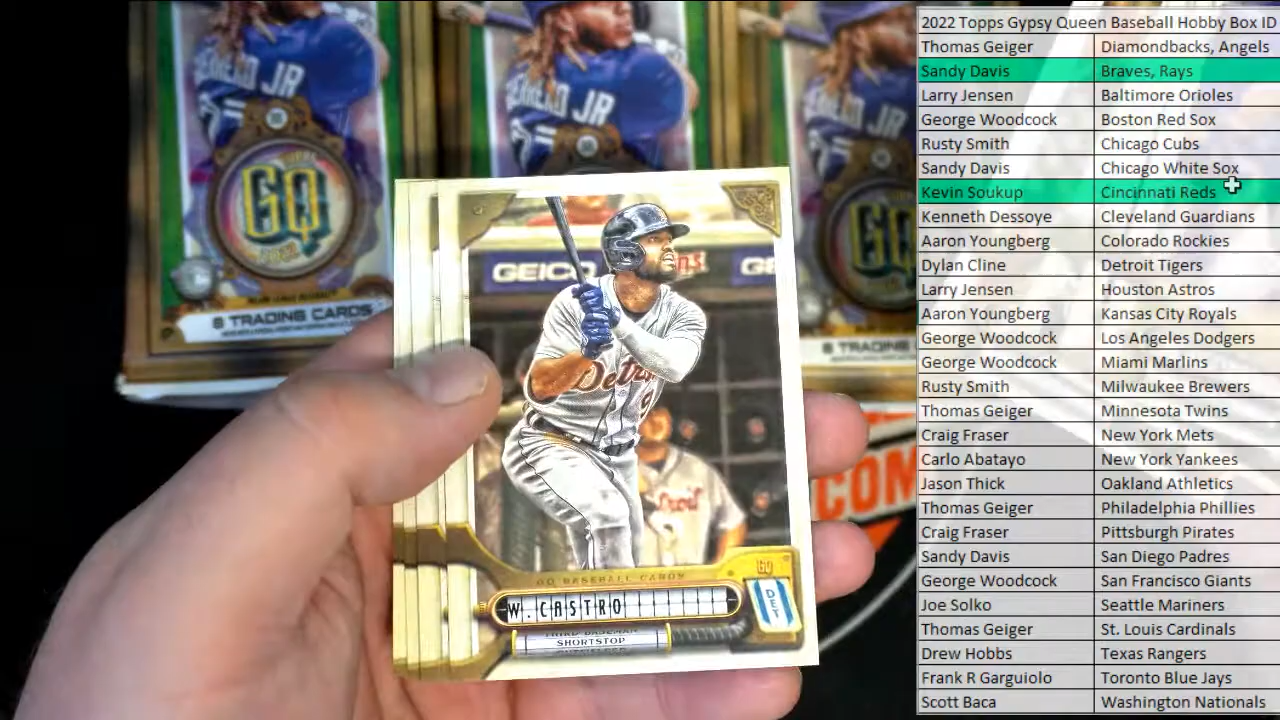 2022 Topps Gypsy Queen Baseball Hobby Box ID
Thomas Geiger Diamondbacks, Angels
Sandy Davis Braves, Rays
Larry Jensen Baltimore Orioles
George Woodcock Boston Red Sox
Rusty Smith Chicago Cubs
Sandy Davis Chicago White Sox
Kevin Soukup Cincinnati Reds
Kenneth Dessoye Cleveland Guardians
Aaron Youngberg Colorado Rockies
Dylan Cline Detroit Tigers
Larry Jensen Houston Astros
Aaron Youngberg Kansas City Royals
George Woodcock Los Angeles Dodgers
George Woodcock Miami Marlins
Rusty Smith Milwaukee Brewers
Thomas Geiger Minnesota Twins
Craig Fraser New York Mets
Carlo Abatayo New York Yankees
Jason Thick Oakland Athletics
Thomas Geiger Philadelphia Phillies
Craig Fraser Pittsburgh Pirates
Sandy Davis San Diego Padres
George Woodcock San Francisco Giants
Joe Solko Seattle Mariners
Thomas Geiger St. Louis Cardinals
Drew Hobbs Texas Rangers
Frank R Garguiolo Toronto Blue Jays
Scott Baca Washington Nationals
GQ
2022
8 TRADING CARDS
GEICO
GQ BASEBALL CARDS
W. CASTRO
DET
THIRD BASEMAN
SHORTSTOP
COM